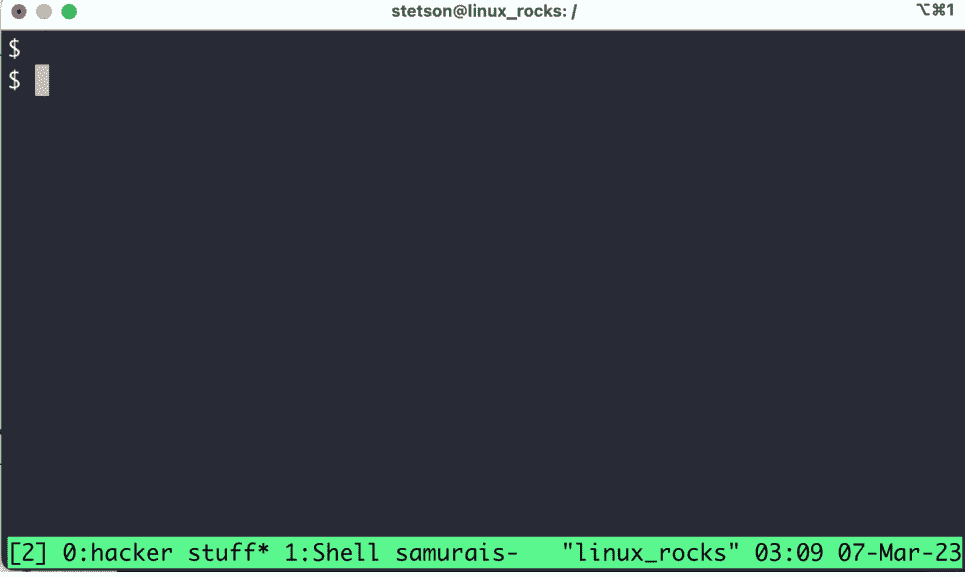 stetson@linux_rocks: / ⌥⌘1
$
$
[2] 0:hacker stuff* 1:Shell samurais- "linux_rocks" 03:09 07-Mar-23